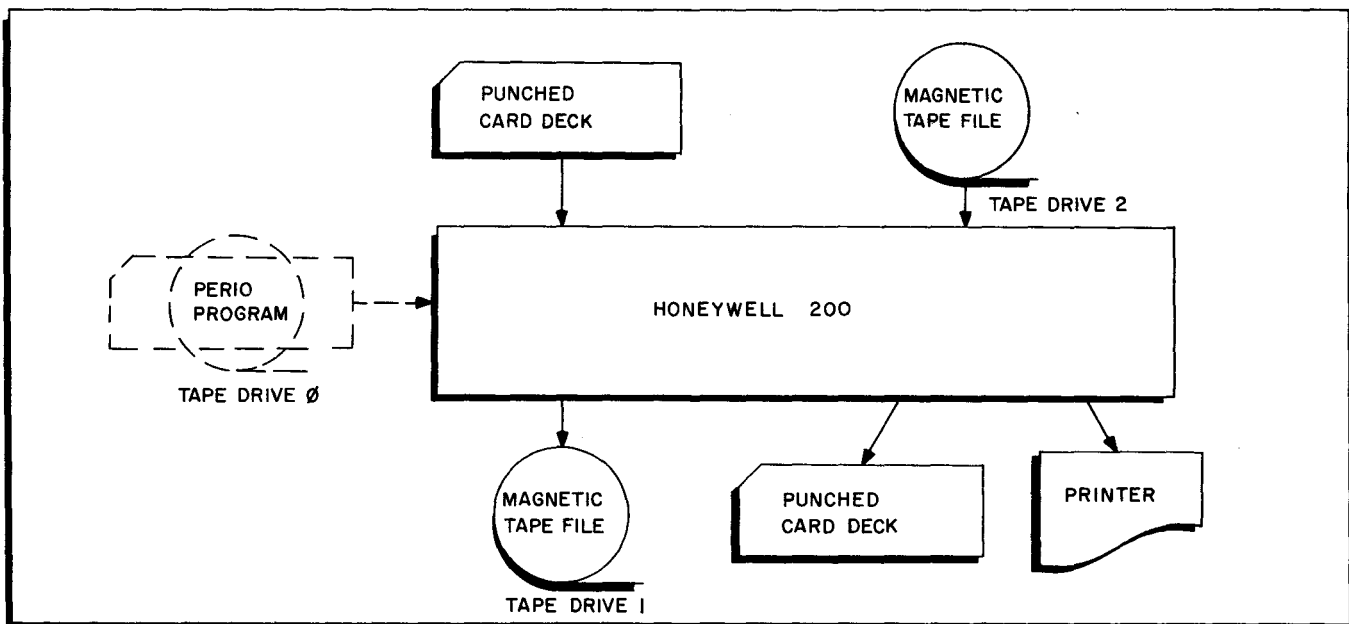 PUNCHED
CARD DECK
MAGNETIC
TAPE FILE
TAPE DRIVE 2
PERIO
PROGRAM
TAPE DRIVE Ø
HONEYWELL 200
MAGNETIC
TAPE FILE
TAPE DRIVE 1
PUNCHED
CARD DECK
PRINTER